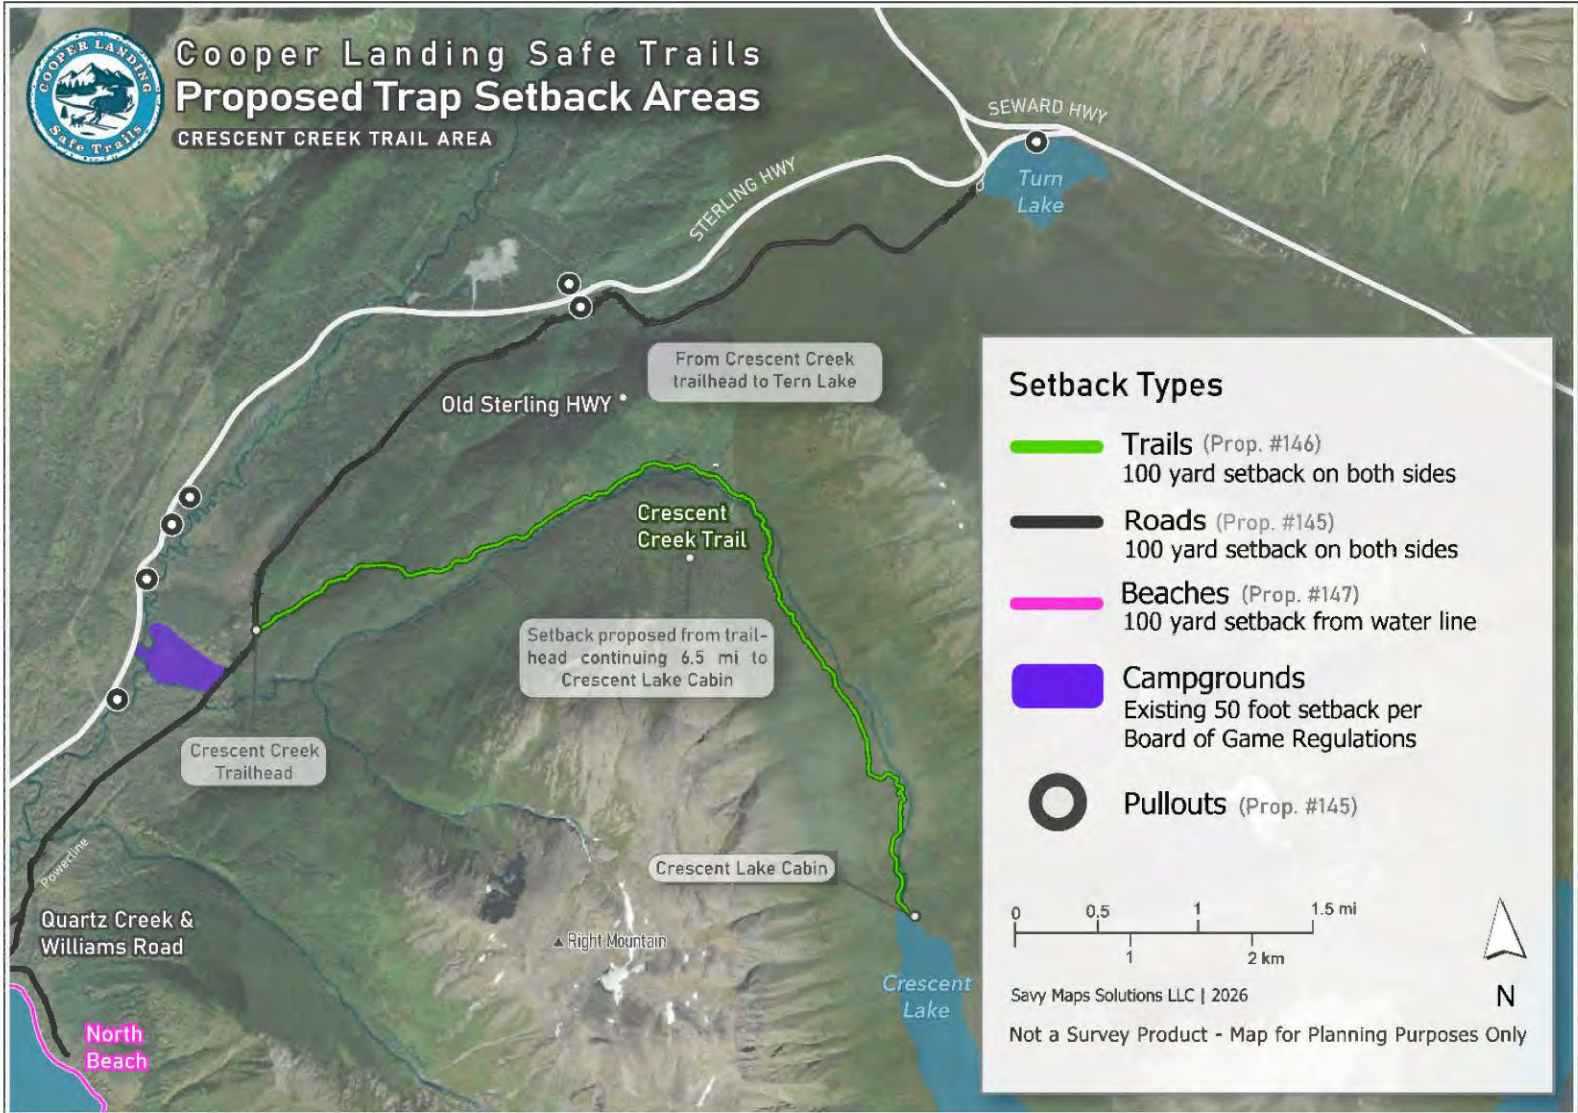 COOPER LANDING
Safe Trails
Cooper Landing Safe Trails
Proposed Trap Setback Areas
CRESCENT CREEK TRAIL AREA
SEWARD HWY
STERLING HWY
Turn
Lake
From Crescent Creek
trailhead to Tern Lake
Old Sterling HWY
Crescent
Creek Trail
Setback proposed from trail-
head continuing 6.5 mi to
Crescent Lake Cabin
Crescent Creek
Trailhead
Powerline
Crescent Lake Cabin
Quartz Creek &
Williams Road
Right Mountain
Crescent
Lake
North
Beach
Setback Types
Trails (Prop. #146)
100 yard setback on both sides
Roads (Prop. #145)
100 yard setback on both sides
Beaches (Prop. #147)
100 yard setback from water line
Campgrounds
Existing 50 foot setback per
Board of Game Regulations
Pullouts (Prop. #145)
0 0.5 1 1.5 mi
1 2 km
N
Savy Maps Solutions LLC | 2026
Not a Survey Product - Map for Planning Purposes Only